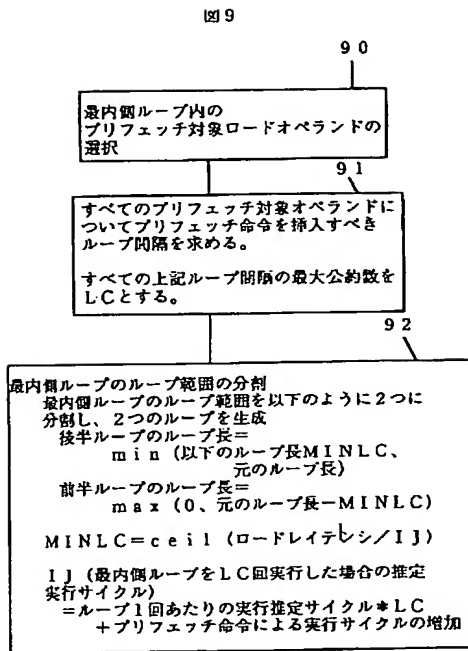 図9
90
最内側ループ内の
プリフェッチ対象ロードオペランドの
選択
91
すべてのプリフェッチ対象オペランドに
ついてプリフェッチ命令を挿入すべき
ループ間隔を求める。
すべての上記ループ間隔の最大公約数を
LCとする。
92
最内側ループのループ範囲の分割
最内側ループのループ範囲を以下のように2つに
分割し、2つのループを生成
後半ループのループ長=
min(以下のループ長MINLC、
元のループ長)
前半ループのループ長=
max(0、元のループ長-MINLC)
MINLC=ceil(ロードレイテンシ/IJ)
IJ(最内側ループをLC回実行した場合の推定
実行サイクル)
=ループ1回あたりの実行推定サイクル*LC
+プリフェッチ命令による実行サイクルの増加